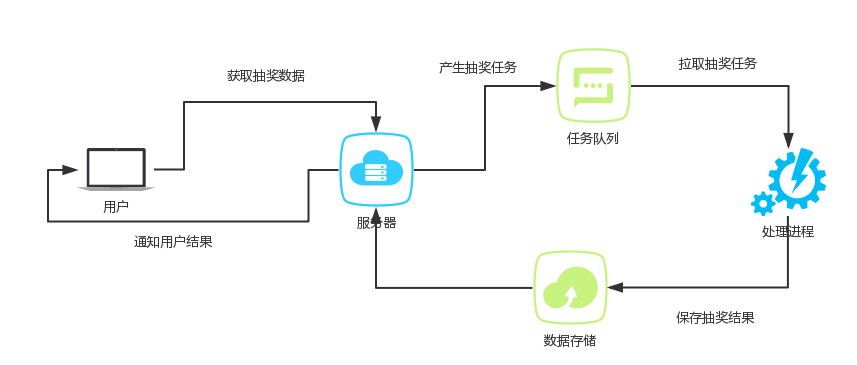 产生抽奖任务
拉取抽奖任务
获取抽奖数据
任务队列
用户
服务器
处理进程
通知用户结果
保存抽奖结果
数据存储